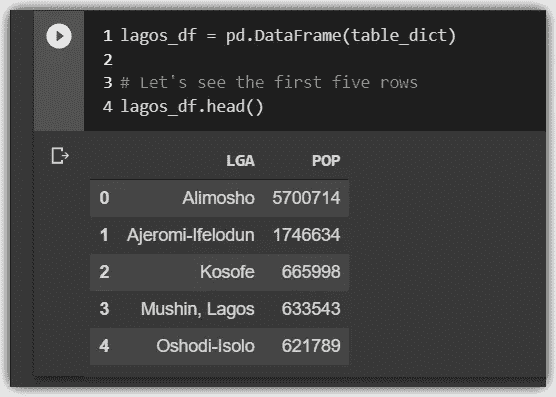 1 lagos_df = pd.DataFrame(table_dict)
2
3 # Let's see the first five rows
4 lagos_df.head()
LGA POP
0 Alimosho 5700714
1 Ajeromi-Ifelodun 1746634
2 Kosofe 665998
3 Mushin, Lagos 633543
4 Oshodi-Isolo 621789